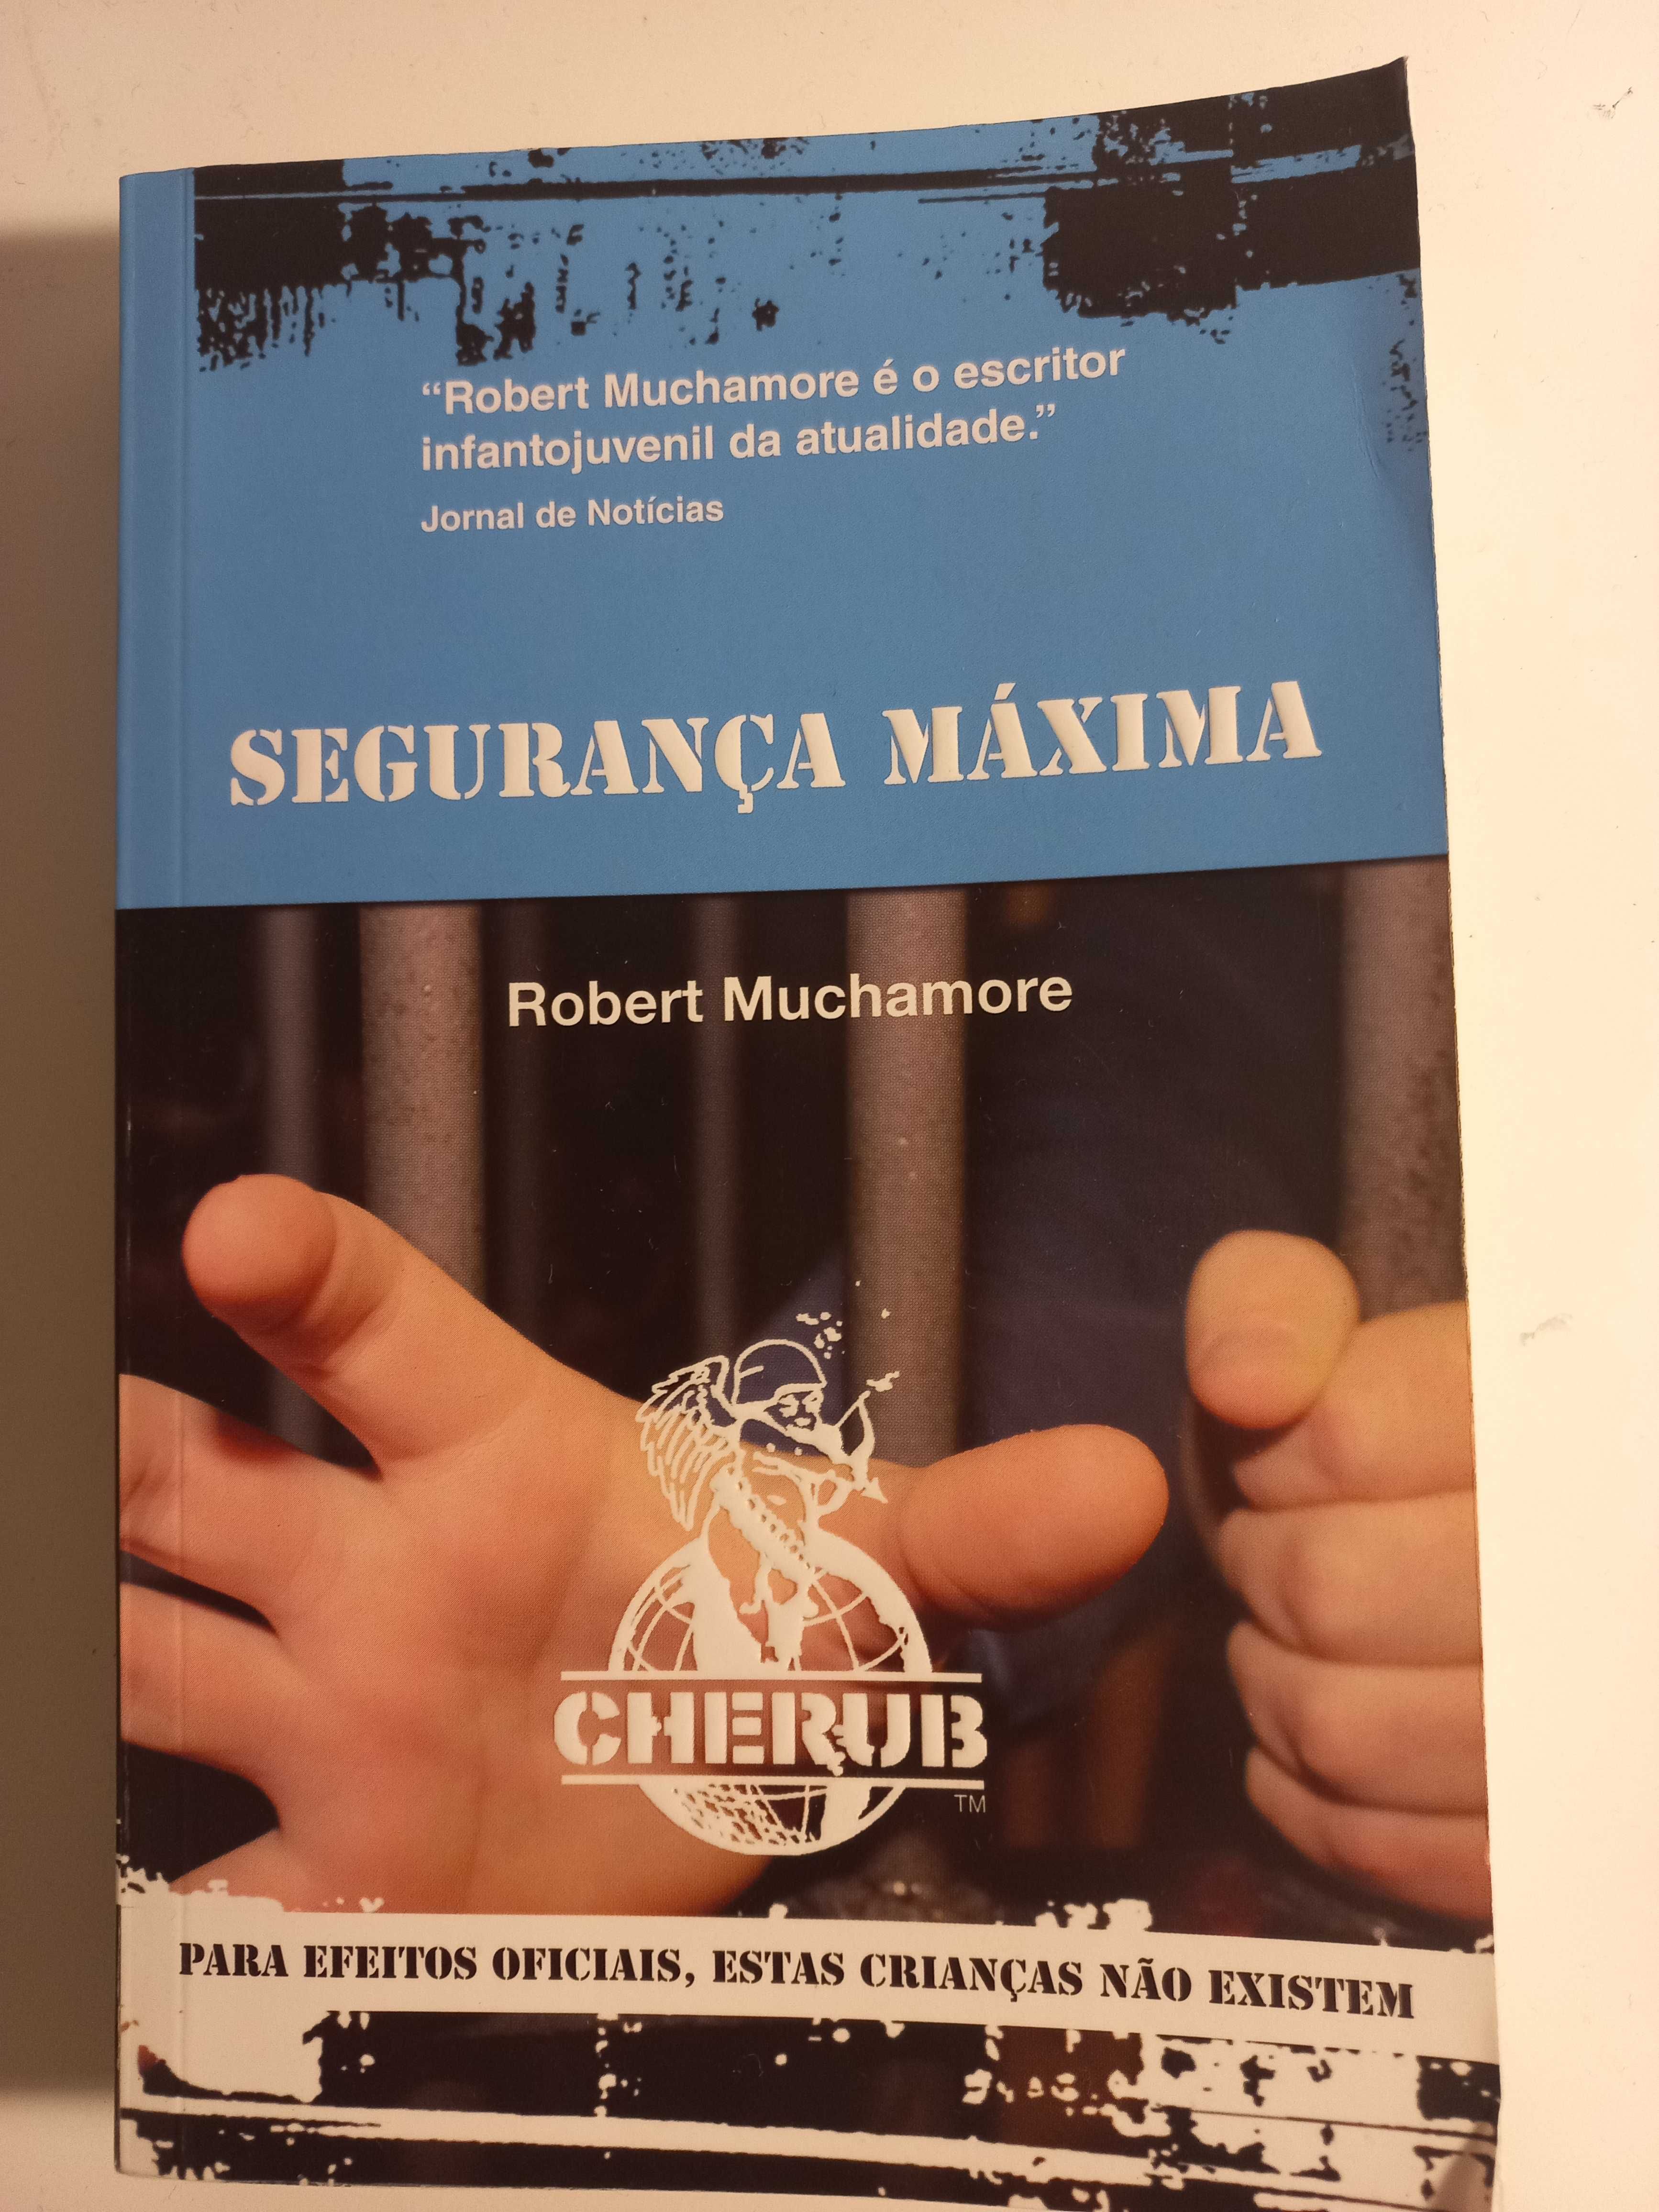 “Robert Muchamore é o escritor
infantojuvenil da atualidade.”
Jornal de Notícias
SEGURANÇA MÁXIMA
Robert Muchamore
CHERUB
TM
PARA EFEITOS OFICIAIS, ESTAS CRIANÇAS NÃO EXISTEM